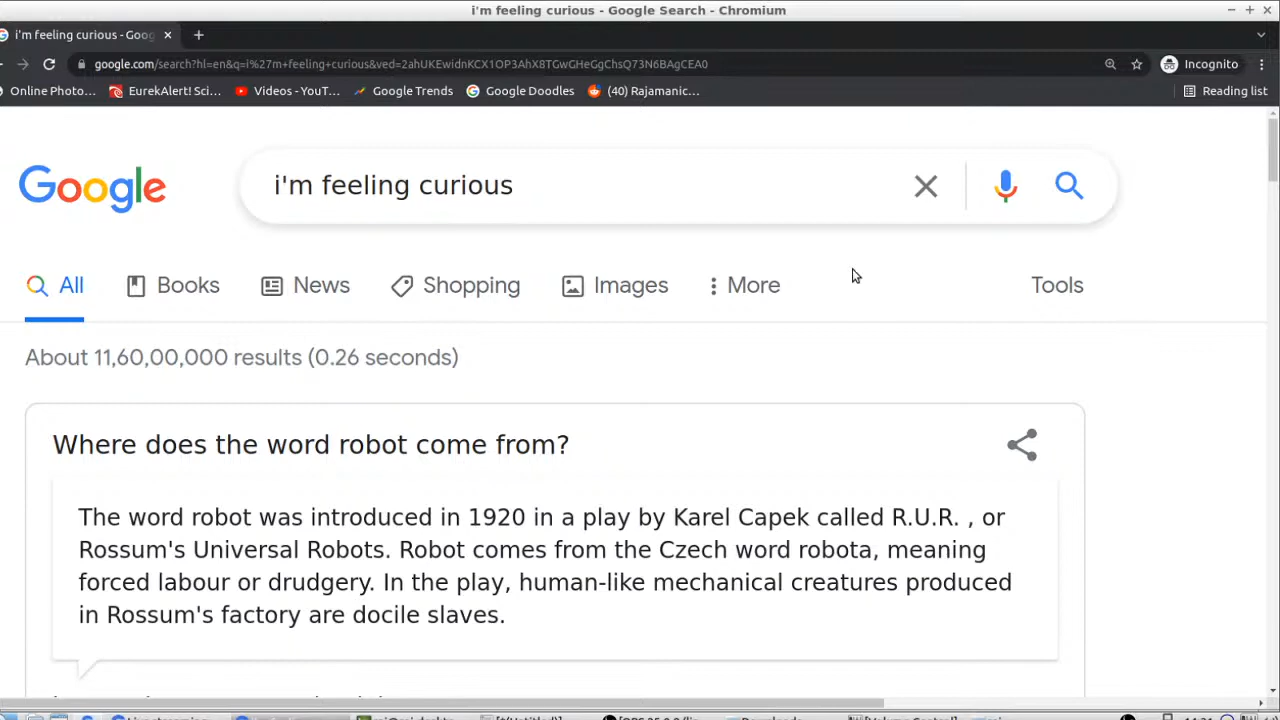 i'm feeling curious - Google Search - Chromium
i'm feeling curious - Goog
google.com/search?hl=en&q=i%27m+feeling+curious&ved=2ahUKEwidnKCX1OP3AhX8TGwGHeGgChsQ73N6BAgCEA0
Incognito
Online Photo...
EurekAlert! Sci...
Videos - YouT...
Google Trends
Google Doodles
(40) Rajamanic...
Reading list
Google
i'm feeling curious
All
Books
News
Shopping
Images
More
Tools
About 11,60,00,000 results (0.26 seconds)
Where does the word robot come from?
The word robot was introduced in 1920 in a play by Karel Capek called R.U.R. , or
Rossum's Universal Robots. Robot comes from the Czech word robota, meaning
forced labour or drudgery. In the play, human-like mechanical creatures produced
in Rossum's factory are docile slaves.